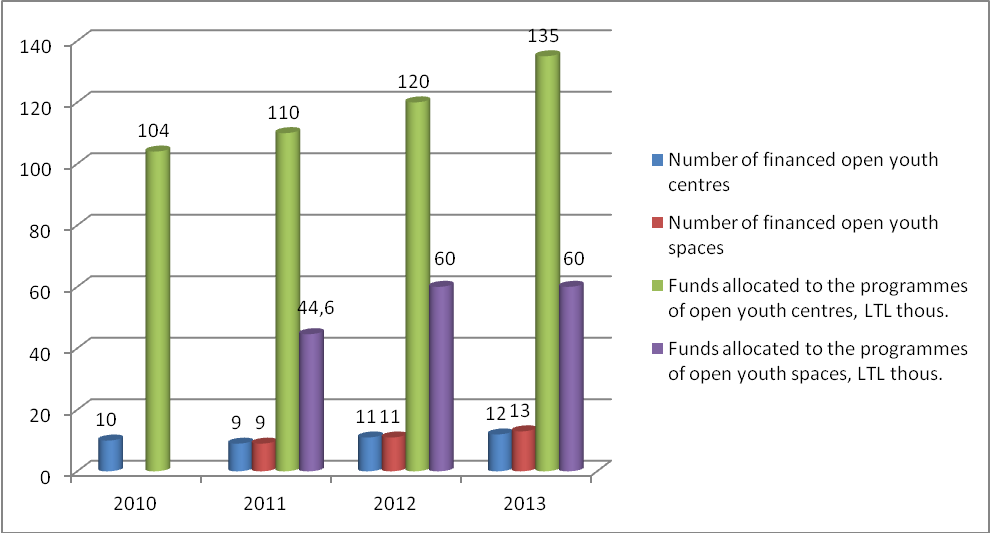 140
120
100
80
60
40
20
0
135
120
110
104
60
60
44,6
10
9 9
11 11
12 13
2010 2011 2012 2013
Number of financed open youth
centres
Number of financed open youth
spaces
Funds allocated to the programmes
of open youth centres, LTL thous.
Funds allocated to the programmes
of open youth spaces, LTL thous.